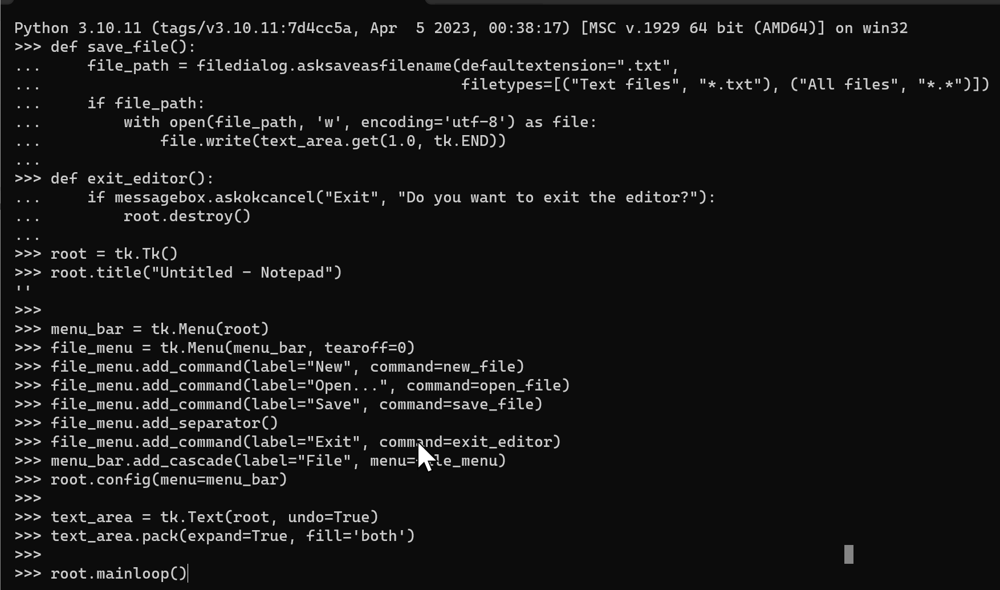 Python 3.10.11 (tags/v3.10.11:7d4cc5a, Apr  5 2023, 00:38:17) [MSC v.1929 64 bit (AMD64)] on win32
>>> def save_file():
...     file_path = filedialog.asksaveasfilename(defaultextension=".txt",
...                                              filetypes=[("Text files", "*.txt"), ("All files", "*.*")])
...     if file_path:
...         with open(file_path, 'w', encoding='utf-8') as file:
...             file.write(text_area.get(1.0, tk.END))
...
>>> def exit_editor():
...     if messagebox.askokcancel("Exit", "Do you want to exit the editor?"):
...         root.destroy()
...
>>> root = tk.Tk()
>>> root.title("Untitled - Notepad")
''
>>>
>>> menu_bar = tk.Menu(root)
>>> file_menu = tk.Menu(menu_bar, tearoff=0)
>>> file_menu.add_command(label="New", command=new_file)
>>> file_menu.add_command(label="Open...", command=open_file)
>>> file_menu.add_command(label="Save", command=save_file)
>>> file_menu.add_separator()
>>> file_menu.add_command(label="Exit", command=exit_editor)
>>> menu_bar.add_cascade(label="File", menu=file_menu)
>>> root.config(menu=menu_bar)
>>>
>>> text_area = tk.Text(root, undo=True)
>>> text_area.pack(expand=True, fill='both')
>>>
>>> root.mainloop()